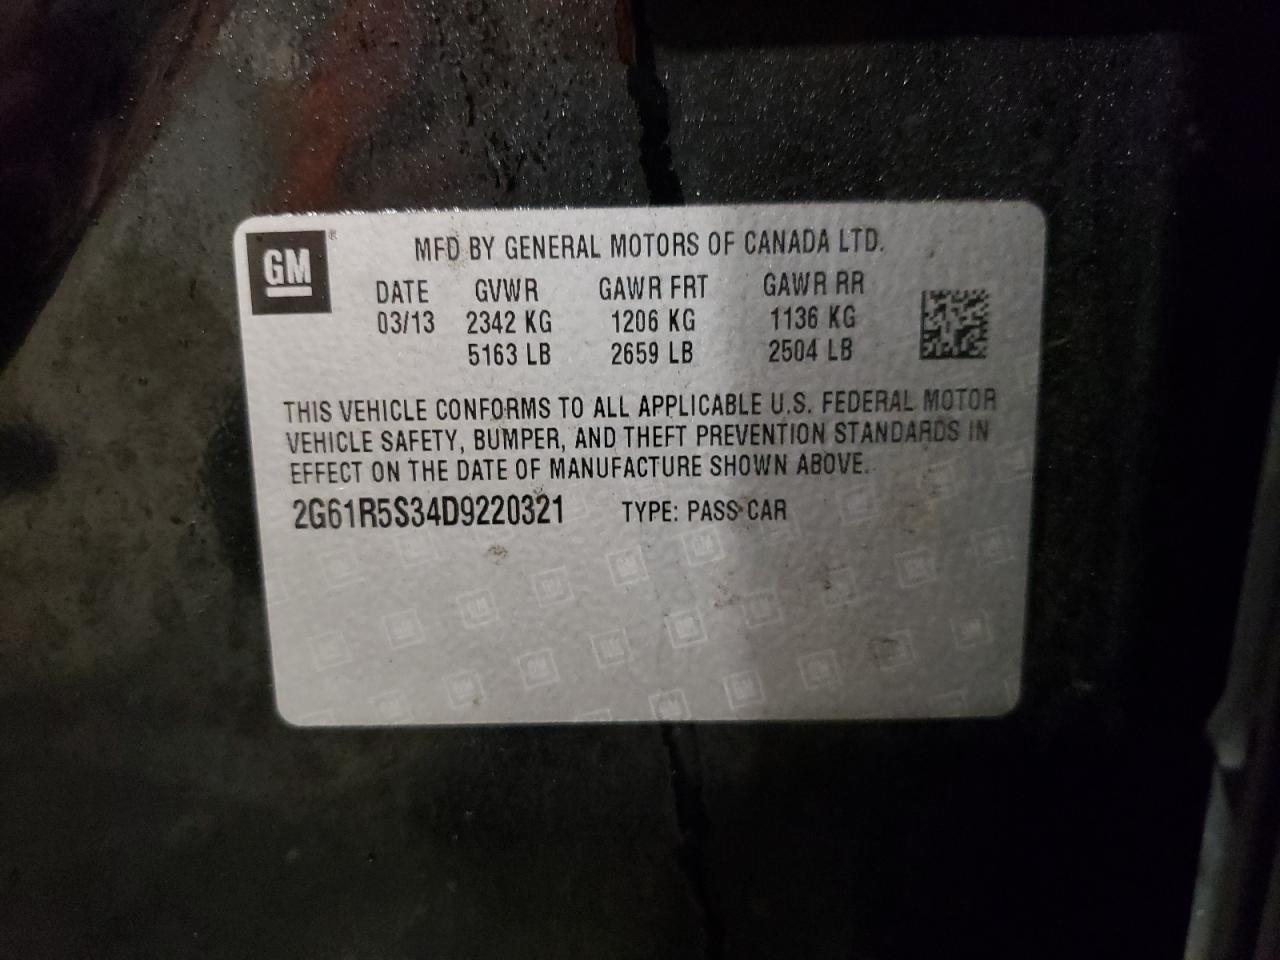 GM
MFD BY GENERAL MOTORS OF CANADA LTD.
DATE GVWR GAWR FRT GAWR RR
03/13 2342 KG 1206 KG 1136 KG
5163 LB 2659 LB 2504 LB
THIS VEHICLE CONFORMS TO ALL APPLICABLE U.S. FEDERAL MOTOR
VEHICLE SAFETY, BUMPER, AND THEFT PREVENTION STANDARDS IN
EFFECT ON THE DATE OF MANUFACTURE SHOWN ABOVE.
2G61R5S34D9220321 TYPE: PASS CAR